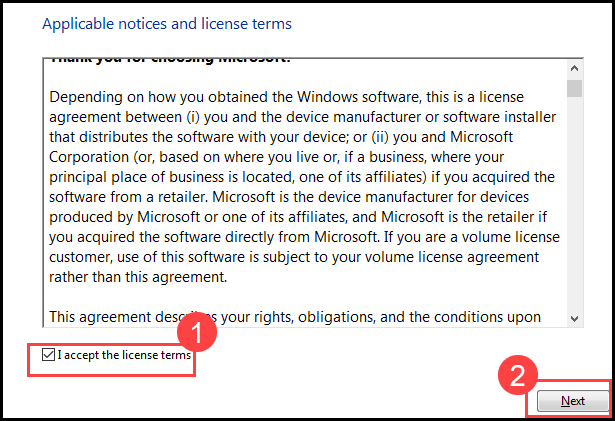 Applicable notices and license terms
Thank you for choosing Microsoft.
Depending on how you obtained the Windows software, this is a license
agreement between (i) you and the device manufacturer or software installer
that distributes the software with your device; or (ii) you and Microsoft
Corporation (or, based on where you live or, if a business, where your
principal place of business is located, one of its affiliates) if you acquired the
software from a retailer. Microsoft is the device manufacturer for devices
produced by Microsoft or one of its affiliates, and Microsoft is the retailer if
you acquired the software directly from Microsoft. If you are a volume license
customer, use of this software is subject to your volume license agreement
rather than this agreement.
This agreement describes your rights, obligations, and the conditions upon
1
I accept the license terms
2
Next